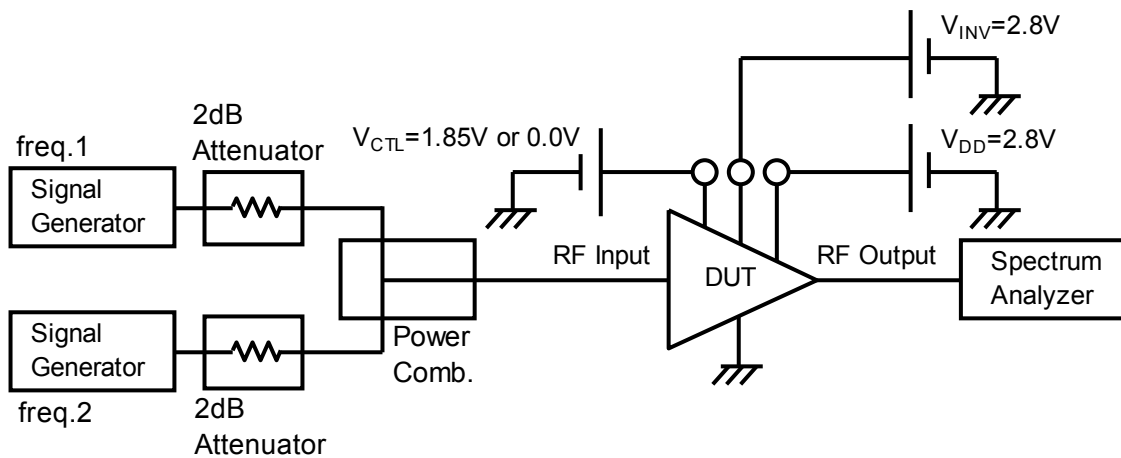 freq.1
Signal
Generator
2dB
Attenuator
V_CTL=1.85V or 0.0V
V_INV=2.8V
V_DD=2.8V
RF Input
DUT
RF Output
Spectrum
Analyzer
Signal
Generator
freq.2
2dB
Attenuator
Power
Comb.